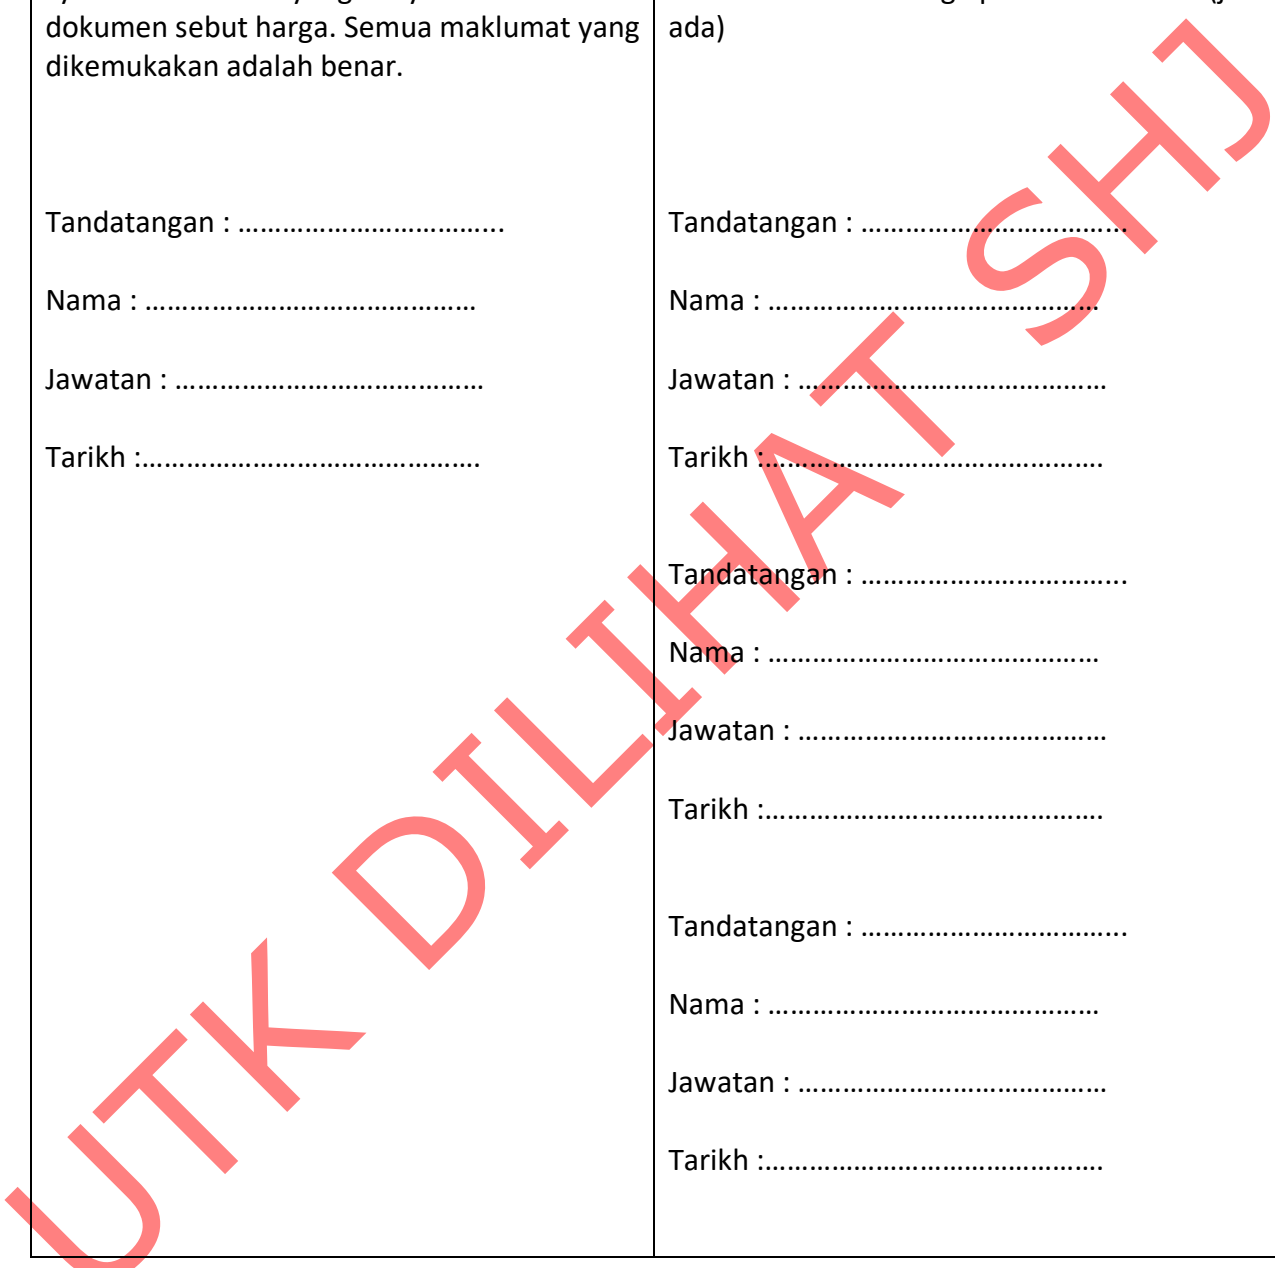 dokumen sebut harga. Semua maklumat yang
dikemukakan adalah benar.
Tandatangan : ……………………………...
Nama : ………………………………………
Jawatan : ……………………………………
Tarikh :……………………………………….
ada)
Tandatangan : ……………………………...
Nama : ………………………………………
Jawatan : ……………………………………
Tarikh :……………………………………….
Tandatangan : ……………………………...
Nama : ………………………………………
Jawatan : ……………………………………
Tarikh :……………………………………….
Tandatangan : ……………………………...
Nama : ………………………………………
Jawatan : ……………………………………
Tarikh :……………………………………….
UTK DILIHAT SHJ